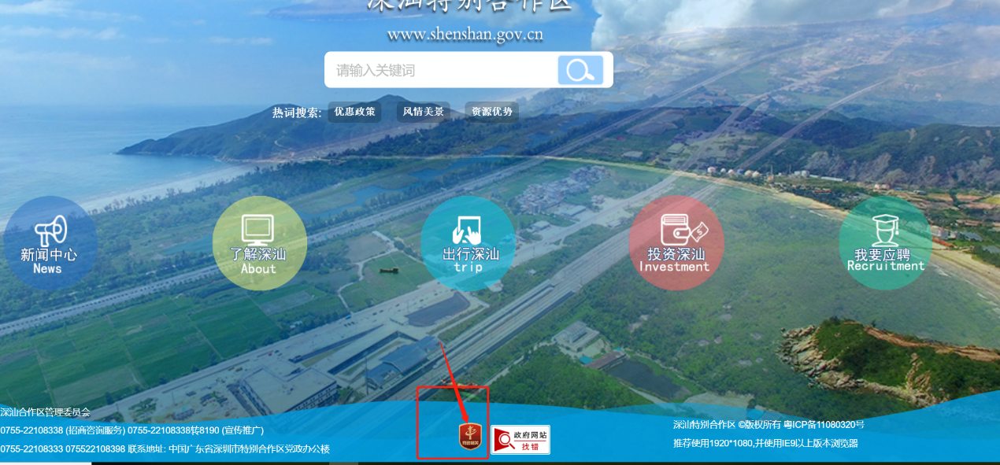 深汕特别合作区
www.shenshan.gov.cn
请输入关键词
热词搜索: 优惠政策 风情美景 资源优势
新闻中心
News
了解深汕
About
出行深汕
trip
投资深汕
Investment
我要应聘
Recruitment
党政机关
政府网站
找错
深汕合作区管理委员会
0755-22108338 (招商咨询服务) 0755-22108338转8190 (宣传推广)
0755-22108333 075522108398 联系地址: 中国广东省深圳市特别合作区党政办公楼
深汕特别合作区 ©版权所有 粤ICP备11080320号
推荐使用1920*1080,并使用IE9以上版本浏览器